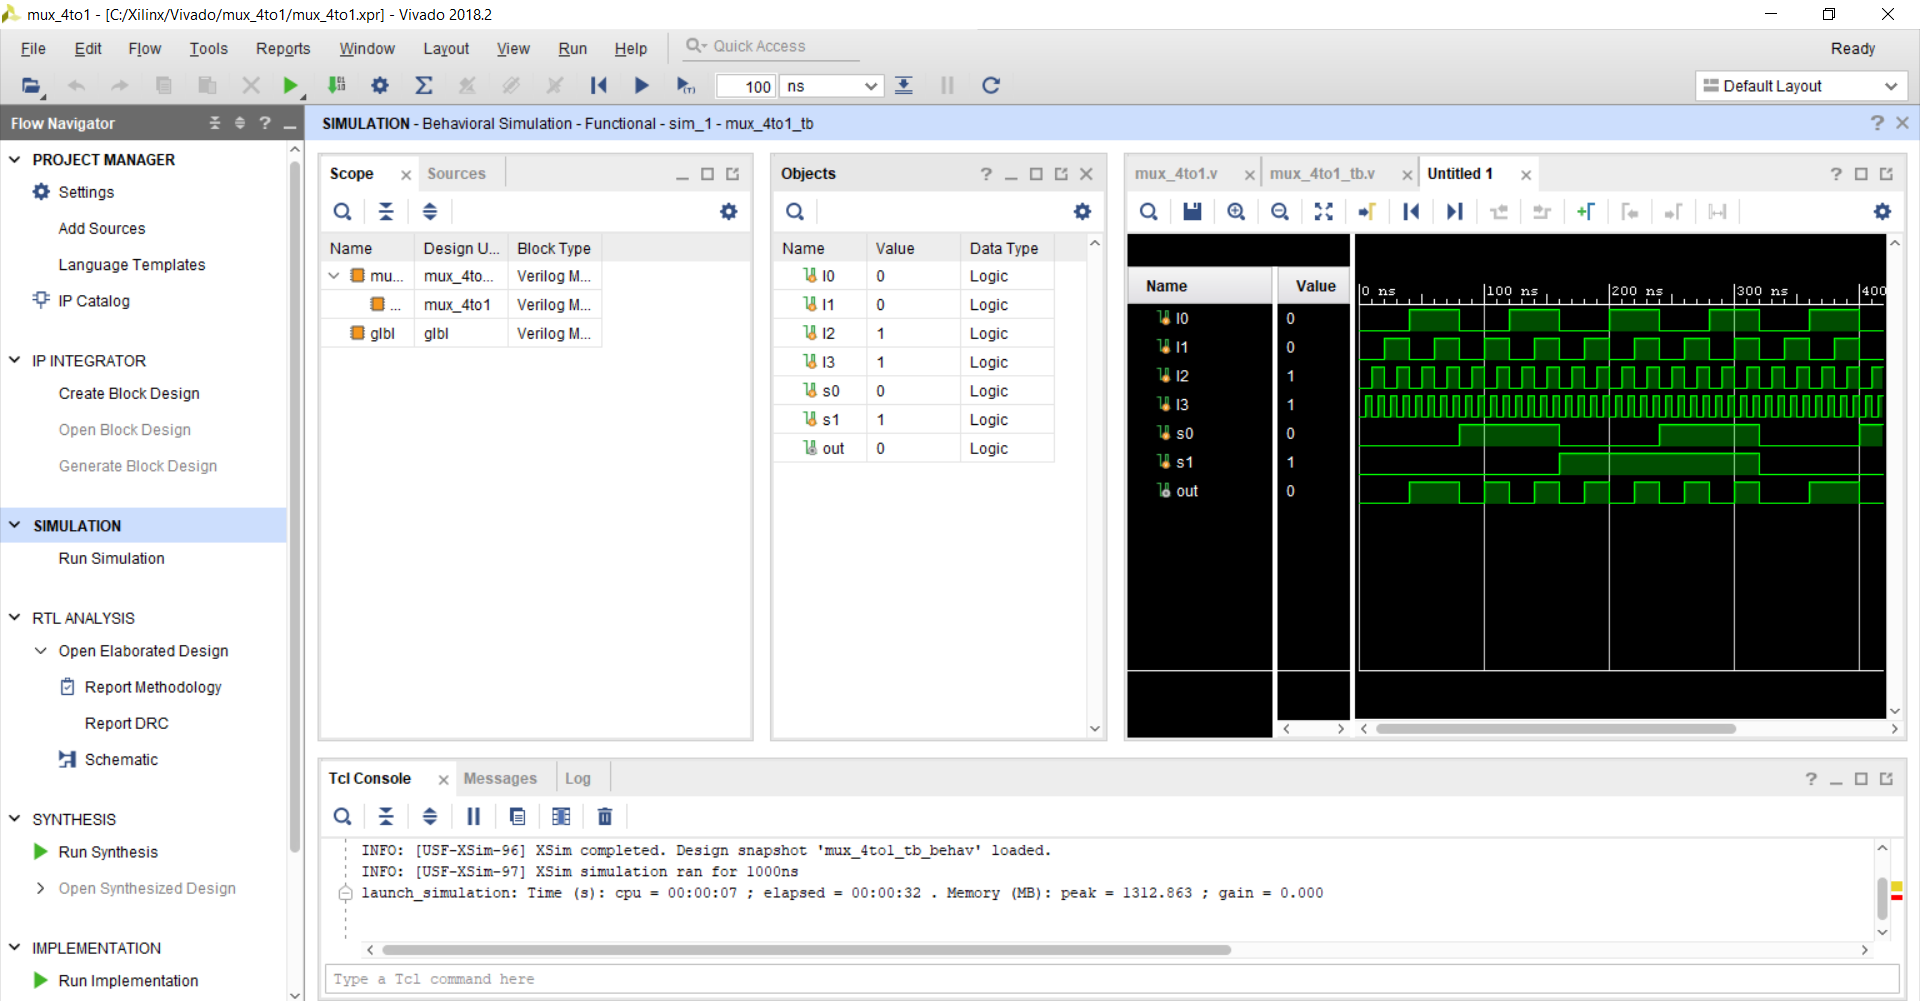 mux_4to1 - [C:/Xilinx/Vivado/mux_4to1/mux_4to1.xpr] - Vivado 2018.2
File Edit Flow Tools Reports Window Layout View Run Help Quick Access Ready
100 ns Default Layout
Flow Navigator
PROJECT MANAGER
Settings
Add Sources
Language Templates
IP Catalog
IP INTEGRATOR
Create Block Design
Open Block Design
Generate Block Design
SIMULATION
Run Simulation
RTL ANALYSIS
Open Elaborated Design
Report Methodology
Report DRC
Schematic
SYNTHESIS
Run Synthesis
Open Synthesized Design
IMPLEMENTATION
Run Implementation
SIMULATION - Behavioral Simulation - Functional - sim_1 - mux_4to1_tb
Scope Sources
Name Design U... Block Type
mu... mux_4to... Verilog M...
... mux_4to1 Verilog M...
glbl glbl Verilog M...
Objects
Name Value Data Type
I0 0 Logic
I1 0 Logic
I2 1 Logic
I3 1 Logic
s0 0 Logic
s1 1 Logic
out 0 Logic
mux_4to1.v mux_4to1_tb.v Untitled 1
Name Value
0 ns 100 ns 200 ns 300 ns 400
I0 0
I1 0
I2 1
I3 1
s0 0
s1 1
out 0
Tcl Console Messages Log
INFO: [USF-XSim-96] XSim completed. Design snapshot 'mux_4to1_tb_behav' loaded.
INFO: [USF-XSim-97] XSim simulation ran for 1000ns
launch_simulation: Time (s): cpu = 00:00:07 ; elapsed = 00:00:32 . Memory (MB): peak = 1312.863 ; gain = 0.000
Type a Tcl command here